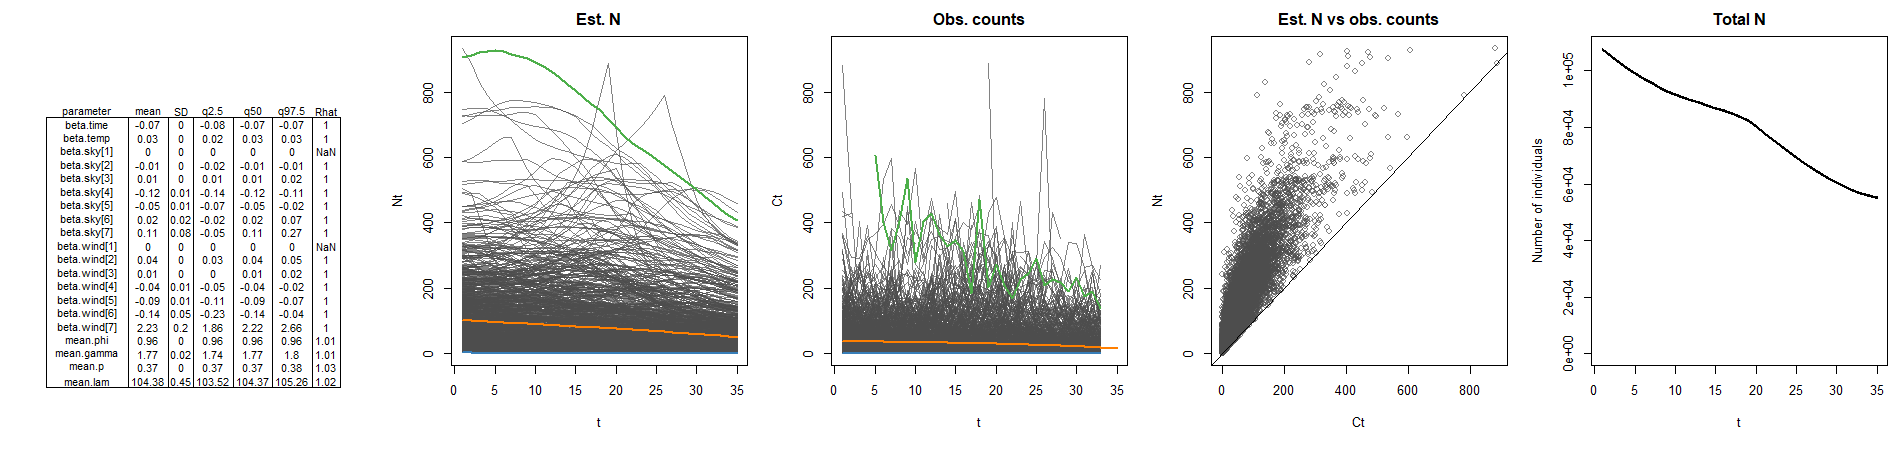 parameter mean SD q2.5 q50 q97.5 Rhat
beta.time -0.07 0 -0.08 -0.07 -0.07 1
beta.temp 0.03 0 0.02 0.03 0.03 1
beta.sky[1] 0 0 0 0 0 NaN
beta.sky[2] -0.01 0 -0.02 -0.01 -0.01 1
beta.sky[3] 0.01 0 0.01 0.01 0.02 1
beta.sky[4] -0.12 0.01 -0.14 -0.12 -0.11 1
beta.sky[5] -0.05 0.01 -0.07 -0.05 -0.02 1
beta.sky[6] 0.02 0.02 -0.02 0.02 0.07 1
beta.sky[7] 0.11 0.08 -0.05 0.11 0.27 1
beta.wind[1] 0 0 0 0 0 NaN
beta.wind[2] 0.04 0 0.03 0.04 0.05 1
beta.wind[3] 0.01 0 0 0.01 0.02 1
beta.wind[4] -0.04 0.01 -0.05 -0.04 -0.02 1
beta.wind[5] -0.09 0.01 -0.11 -0.09 -0.07 1
beta.wind[6] -0.14 0.05 -0.23 -0.14 -0.04 1
beta.wind[7] 2.23 0.2 1.86 2.22 2.66 1
mean.phi 0.96 0 0.96 0.96 0.96 1.01
mean.gamma 1.77 0.02 1.74 1.77 1.8 1.01
mean.p 0.37 0 0.37 0.37 0.38 1.03
mean.lam 104.38 0.45 103.52 104.37 105.26 1.02
Est. N
Nt
0 200 400 600 800
0 5 10 15 20 25 30 35
t
Obs. counts
Ct
0 200 400 600 800
0 5 10 15 20 25 30 35
t
Est. N vs obs. counts
Nt
0 200 400 600 800
0 200 400 600 800
Ct
Total N
Number of individuals
0e+00 2e+04 4e+04 6e+04 8e+04 1e+05
0 5 10 15 20 25 30 35
t